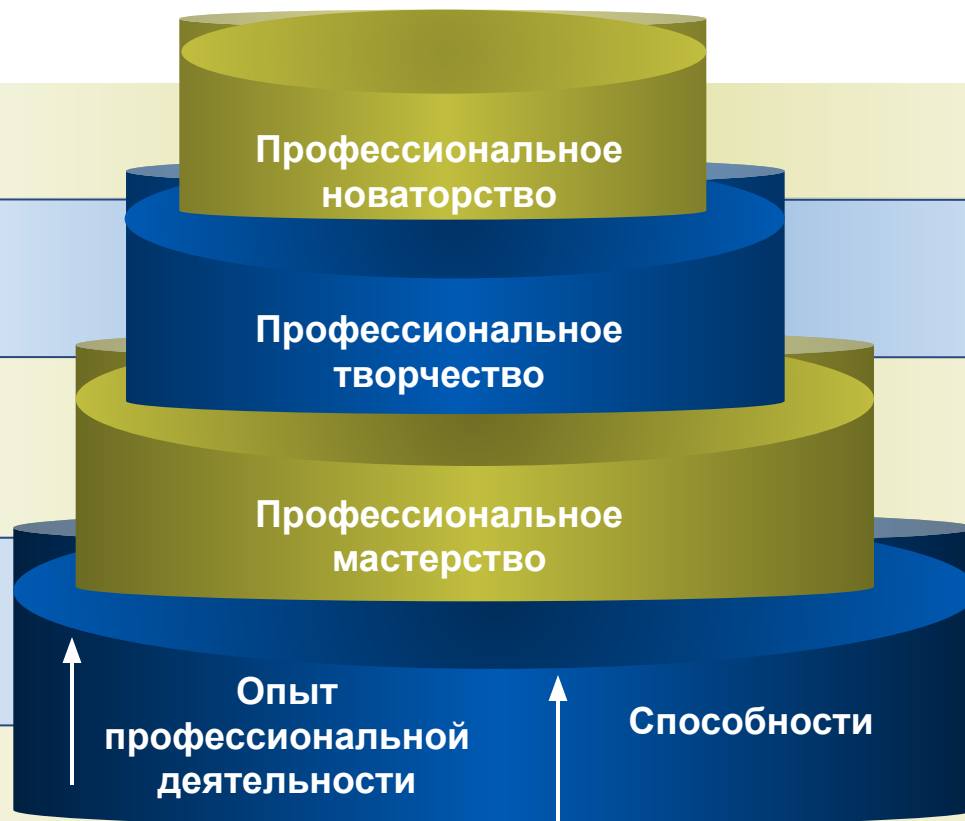 Профессиональное
новаторство
Профессиональное
творчество
Профессиональное
мастерство
Опыт
профессиональной
деятельности
Способности